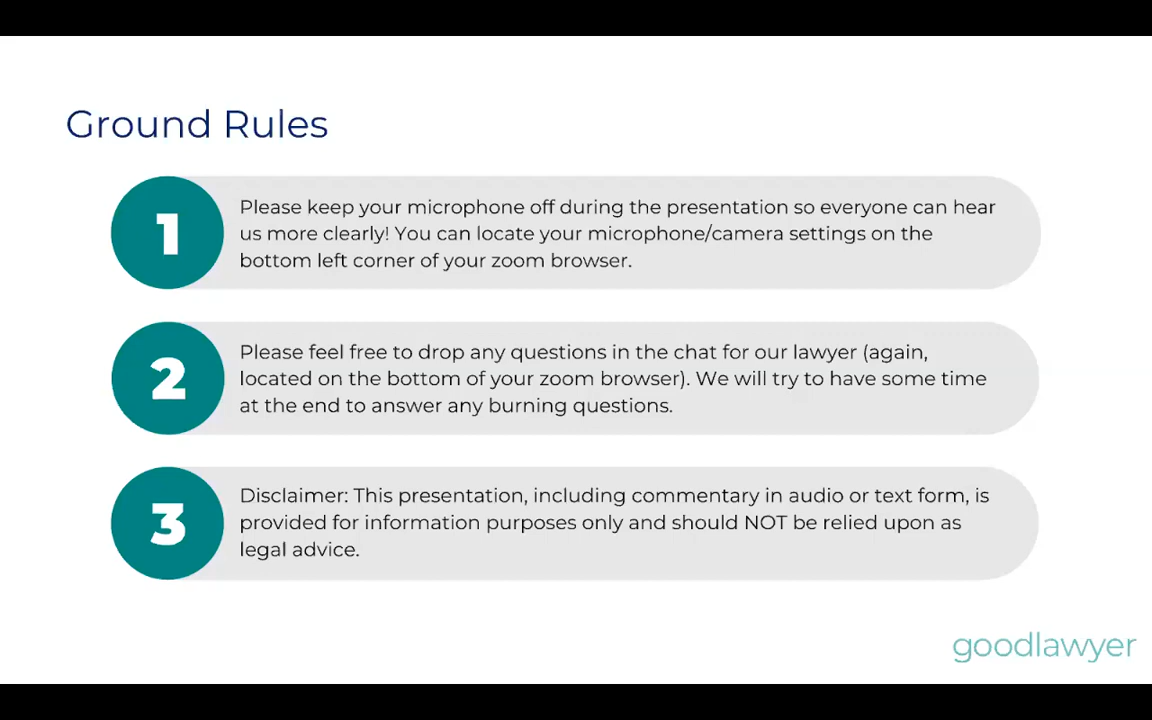 Ground Rules
1
Please keep your microphone off during the presentation so everyone can hear
us more clearly! You can locate your microphone/camera settings on the
bottom left corner of your zoom browser.
2
Please feel free to drop any questions in the chat for our lawyer (again,
located on the bottom of your zoom browser). We will try to have some time
at the end to answer any burning questions.
3
Disclaimer: This presentation, including commentary in audio or text form, is
provided for information purposes only and should NOT be relied upon as
legal advice.
goodlawyer